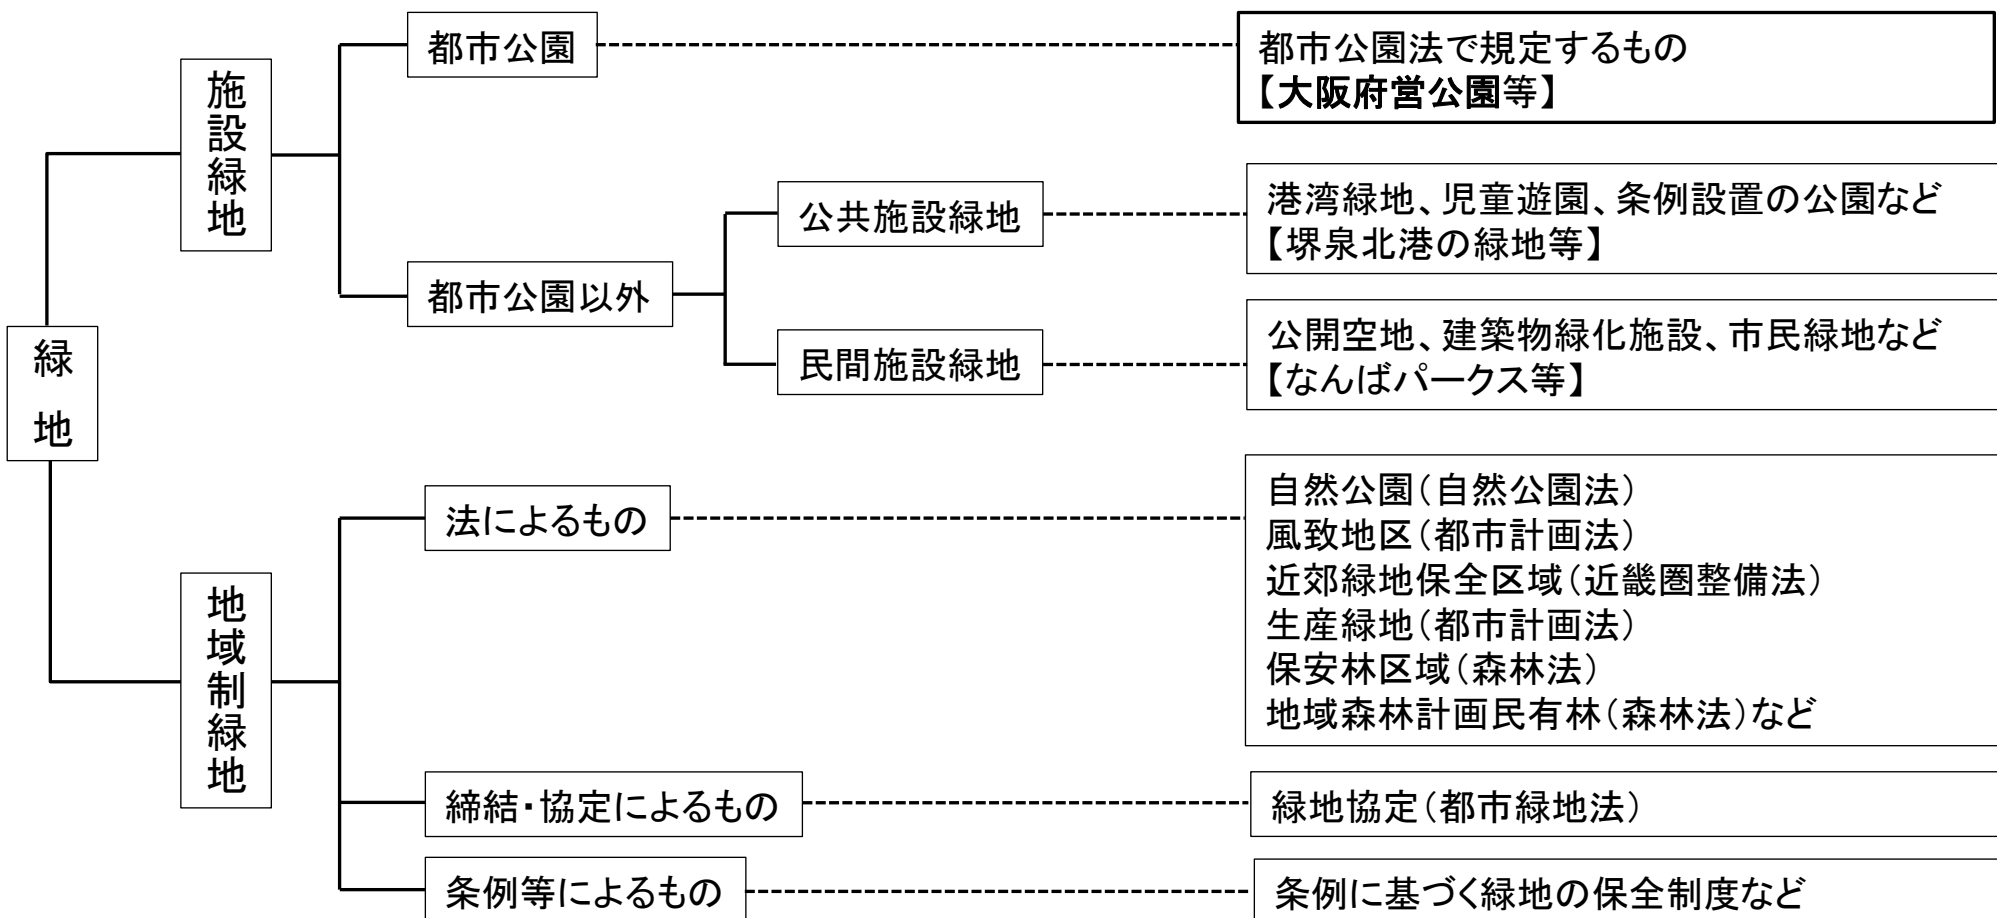 緑地
施設緑地
都市公園
都市公園法で規定するもの
【大阪府営公園等】
都市公園以外
公共施設緑地
港湾緑地、児童遊園、条例設置の公園など
【堺泉北港の緑地等】
民間施設緑地
公開空地、建築物緑化施設、市民緑地など
【なんばパークス等】
地域制緑地
法によるもの
自然公園（自然公園法）
風致地区（都市計画法）
近郊緑地保全区域（近畿圏整備法）
生産緑地（都市計画法）
保安林区域（森林法）
地域森林計画民有林（森林法）など
締結・協定によるもの
緑地協定（都市緑地法）
条例等によるもの
条例に基づく緑地の保全制度など